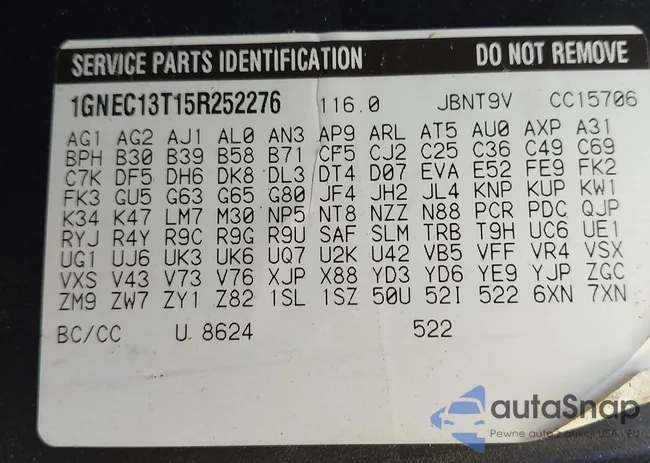 SERVICE PARTS IDENTIFICATION DO NOT REMOVE
1GNEC13T15R252276 116.0 JBNT9V CC15706
AG1 AG2 AJ1 AL0 AN3 AP9 ARL AT5 AU0 AXP A31
BPH B30 B39 B58 B71 CF5 CJ2 C25 C36 C49 C69
C7K DF5 DH6 DK8 DL3 DT4 D07 EVA E52 FE9 FK2
FK3 GU5 G63 G65 G80 JF4 JH2 JL4 KNP KUP KW1
K34 K47 LM7 M30 NP5 NT8 NZZ N88 PCR PDC QJP
RYJ R4Y R9C R9G R9U SAF SLM TRB T9H UC6 UE1
UG1 UJ6 UK3 UK6 UQ7 U2K U42 VB5 VFF VR4 VSX
VXS V43 V73 V76 XJP X88 YD3 YD6 YE9 YJP ZGC
ZM9 ZW7 ZY1 Z82 1SL 1SZ 50U 52I 522 6XN 7XN
BC/CC U 8624 522
autaSnap
Pewne auta z aukcji USA - EU